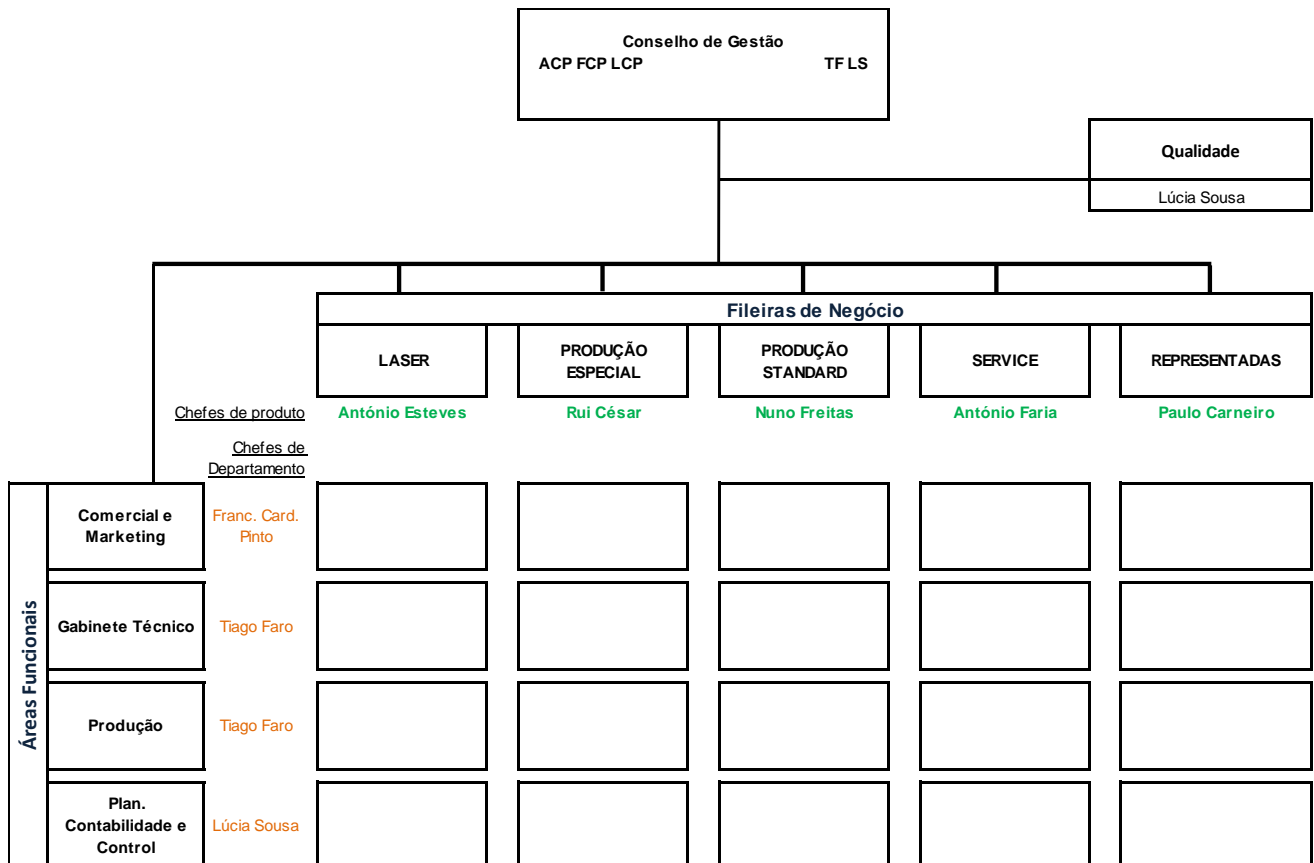 Conselho de Gestão
ACP FCP LCP TF LS
Qualidade
Lúcia Sousa
Fileiras de Negócio
LASER
PRODUÇÃO
ESPECIAL
PRODUÇÃO
STANDARD
SERVICE
REPRESENTADAS
Chefes de produto
António Esteves
Rui César
Nuno Freitas
António Faria
Paulo Carneiro
Chefes de
Departamento
Áreas Funcionais
Comercial e
Marketing
Franc. Card.
Pinto
Gabinete Técnico
Tiago Faro
Produção
Tiago Faro
Plan.
Contabilidade e
Control
Lúcia Sousa